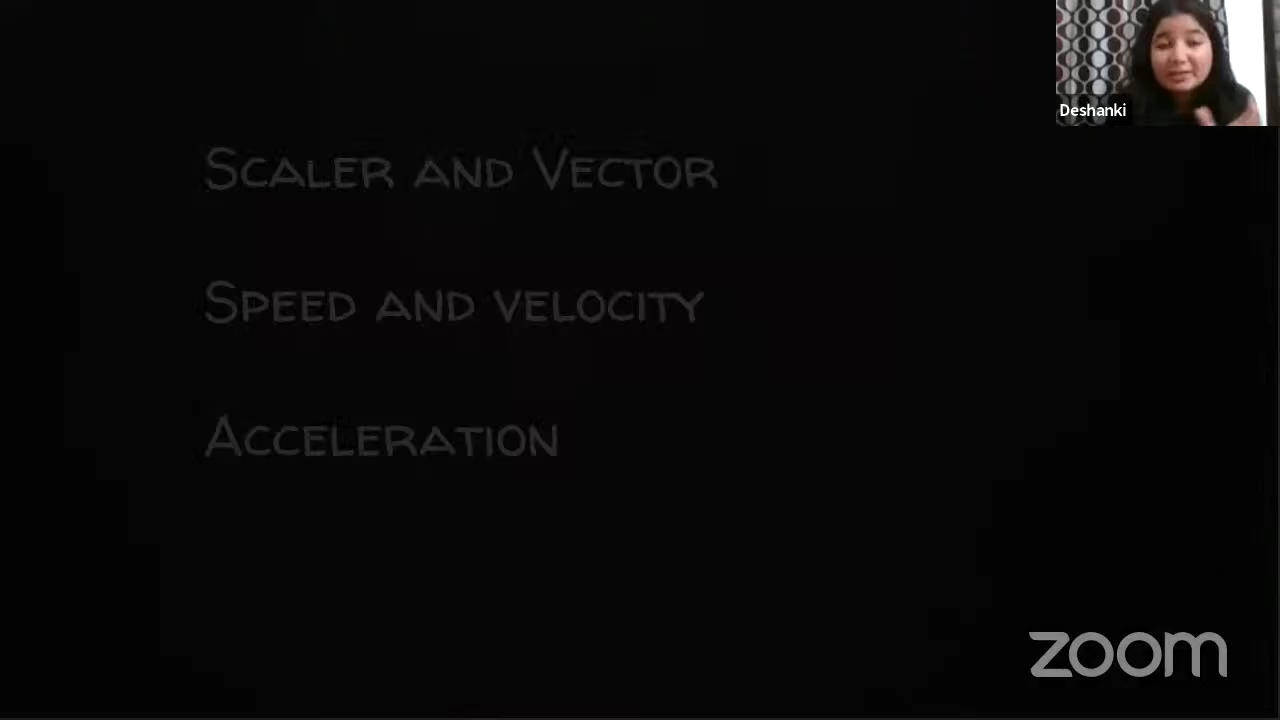 Deshanki
Scaler and Vector
Speed and velocity
Acceleration
zoom